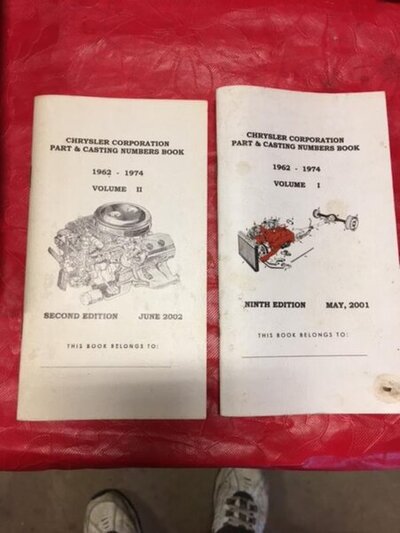 CHRYSLER CORPORATION
PART & CASTING NUMBERS BOOK
1962 - 1974
VOLUME II
SECOND EDITION JUNE 2002
THIS BOOK BELONGS TO:
CHRYSLER CORPORATION
PART & CASTING NUMBERS BOOK
1962 - 1974
VOLUME I
NINTH EDITION MAY, 2001
THIS BOOK BELONGS TO: